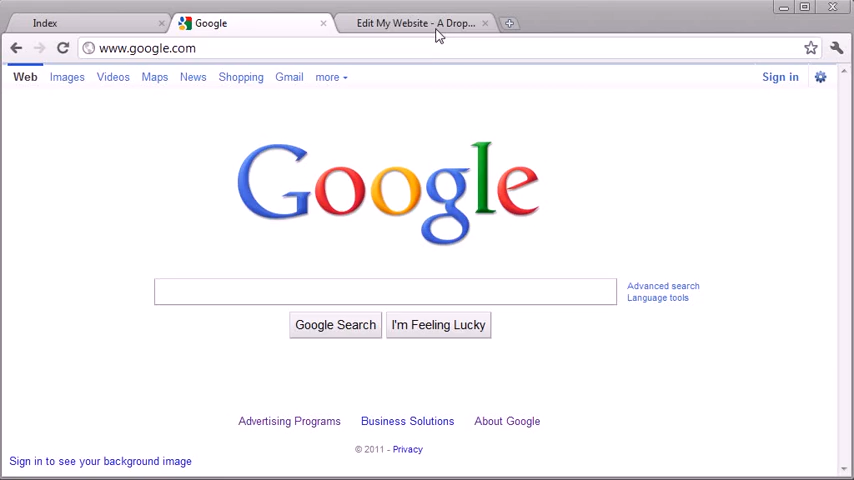 Index Google Edit My Website - A Drop...
www.google.com
Web Images Videos Maps News Shopping Gmail more Sign in
Google
Advanced search
Language tools
Google Search I'm Feeling Lucky
Advertising Programs Business Solutions About Google
© 2011 - Privacy
Sign in to see your background image